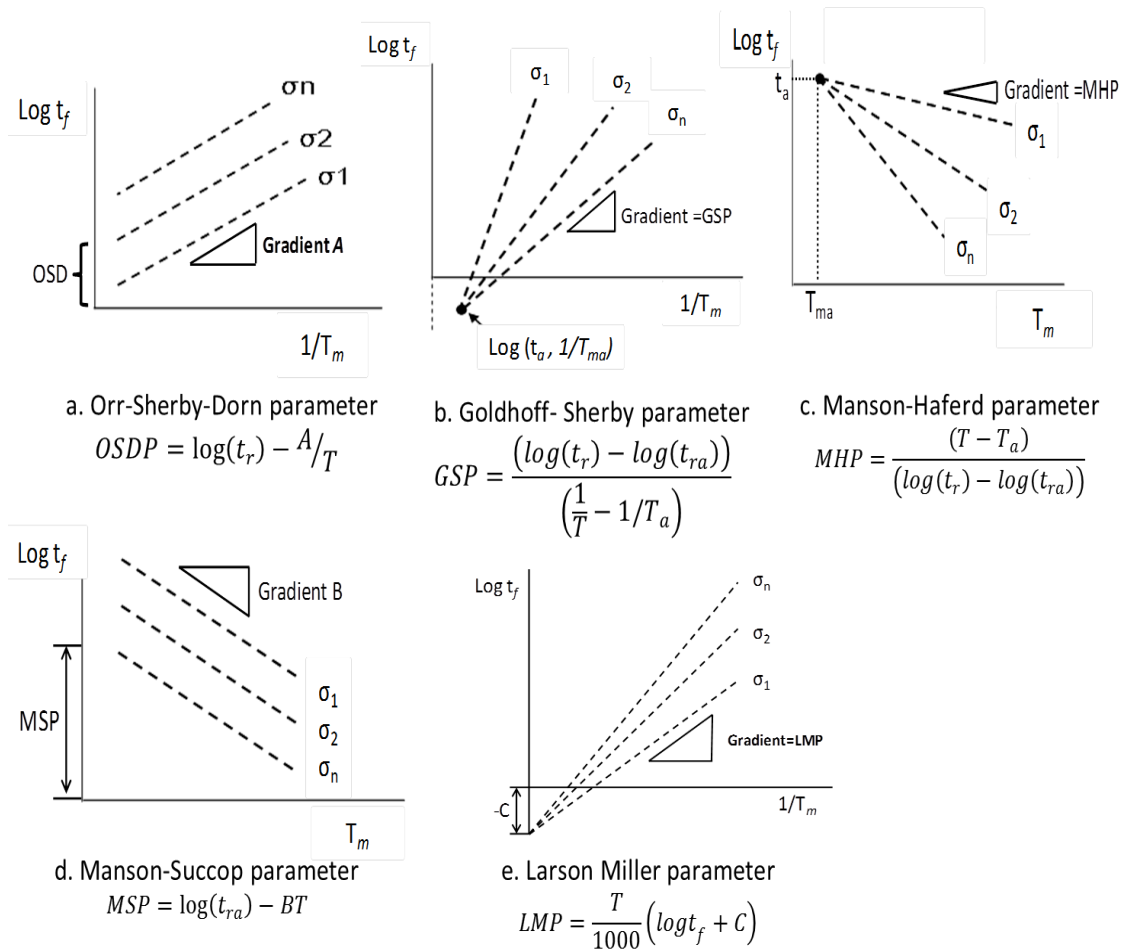 Log t_f
σn
σ2
σ1
Gradient A
OSD
1/T_m
a. Orr-Sherby-Dorn parameter
OSDP = log(t_r) − A/T
Log t_f
σ_1
σ_2
σ_n
Gradient =GSP
1/T_m
Log (t_a , 1/T_ma)
b. Goldhoff- Sherby parameter
GSP = (log(t_r) − log(t_ra)) / (1/T − 1/T_a)
Log t_f
t_a
Gradient =MHP
σ_1
σ_2
σ_n
T_ma
T_m
c. Manson-Haferd parameter
MHP = (T − T_a) / (log(t_r) − log(t_ra))
Log t_f
Gradient B
MSP
σ_1
σ_2
σ_n
T_m
d. Manson-Succop parameter
MSP = log(t_ra) − BT
Log t_f
σ_n
σ_2
σ_1
Gradient=LMP
-C
1/T_m
e. Larson Miller parameter
LMP = T/1000 (logt_f + C)